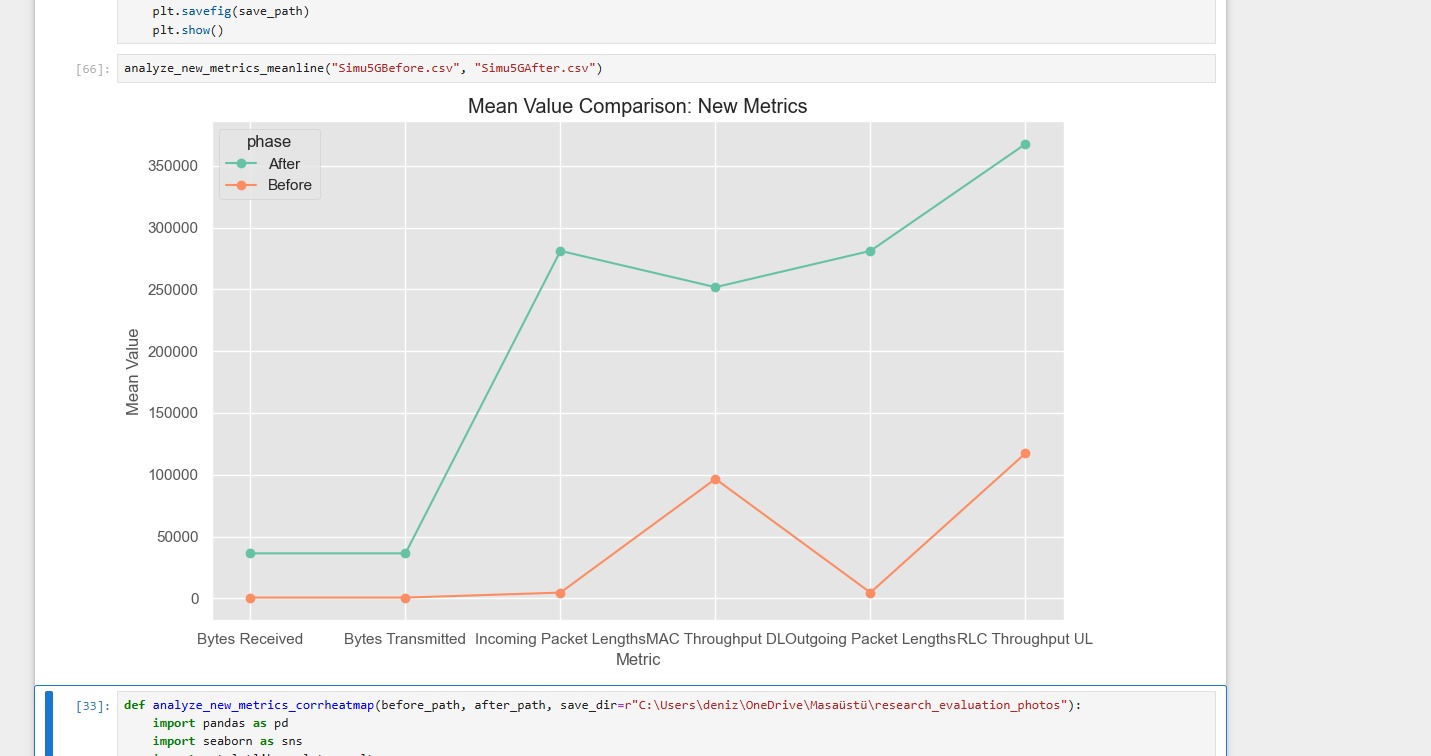 plt.savefig(save_path)
plt.show()
[66]: analyze_new_metrics_meanline("Simu5GBefore.csv", "Simu5GAfter.csv")
Mean Value Comparison: New Metrics
phase
After
Before
350000
300000
250000
200000
150000
100000
50000
0
Mean Value
Bytes Received Bytes Transmitted Incoming Packet Lengths MAC Throughput DL Outgoing Packet Lengths RLC Throughput UL
Metric
[33]: def analyze_new_metrics_corrheatmap(before_path, after_path, save_dir=r"C:\Users\deniz\OneDrive\Masaüstü\research_evaluation_photos"):
import pandas as pd
import seaborn as sns